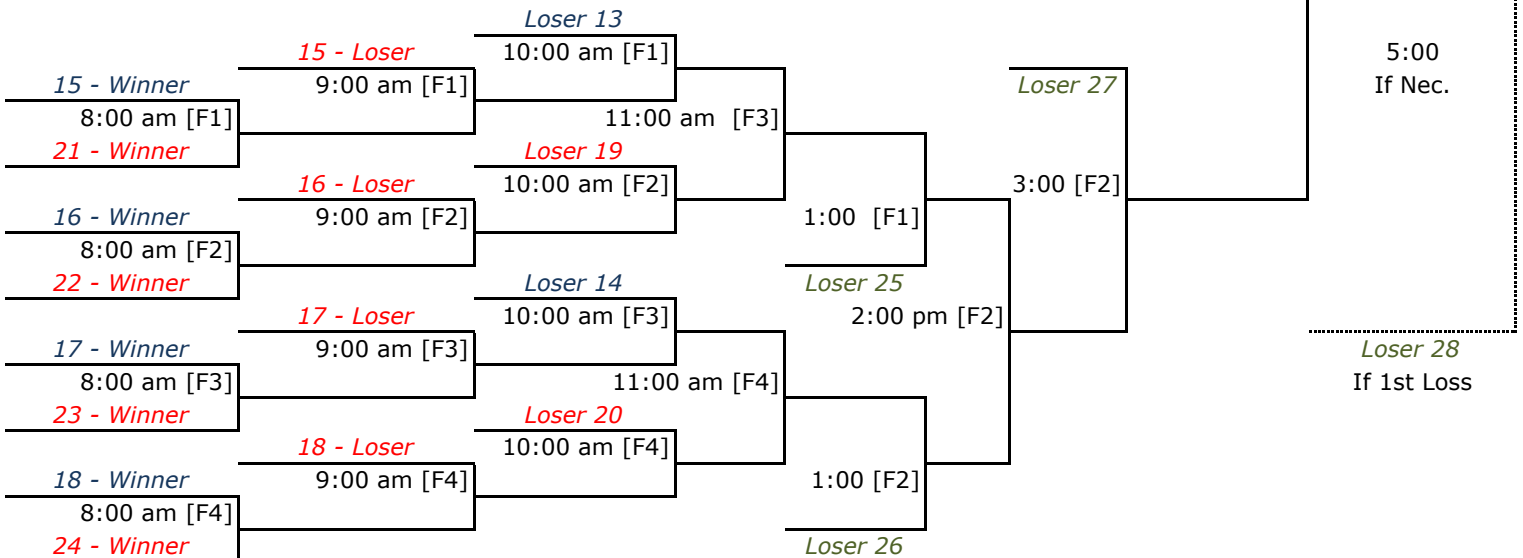 Loser 13
15 - Loser 10:00 am [F1] 5:00
15 - Winner 9:00 am [F1] Loser 27 If Nec.
8:00 am [F1] 11:00 am [F3]
21 - Winner Loser 19
16 - Loser 10:00 am [F2] 3:00 [F2]
16 - Winner 9:00 am [F2] 1:00 [F1]
8:00 am [F2]
22 - Winner Loser 14 Loser 25
17 - Loser 10:00 am [F3] 2:00 pm [F2]
17 - Winner 9:00 am [F3] Loser 28
8:00 am [F3] 11:00 am [F4] If 1st Loss
23 - Winner Loser 20
18 - Loser 10:00 am [F4]
18 - Winner 9:00 am [F4] 1:00 [F2]
8:00 am [F4]
24 - Winner Loser 26